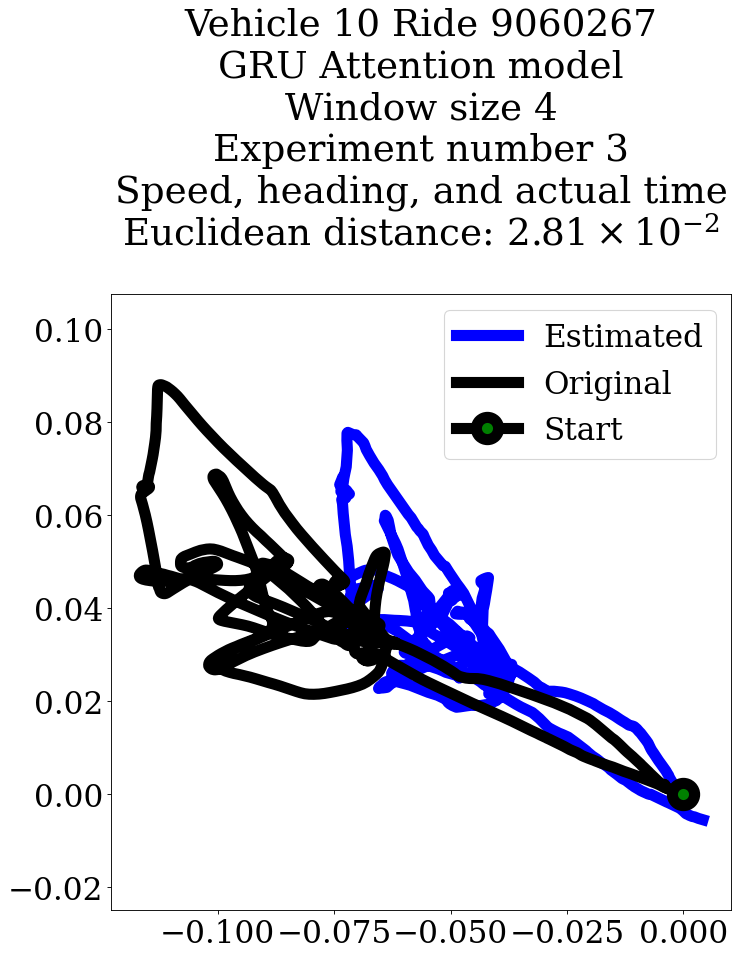 Vehicle 10 Ride 9060267
GRU Attention model
Window size 4
Experiment number 3
Speed, heading, and actual time
Euclidean distance: 2.81 × 10⁻²
Estimated
Original
Start
0.10
0.08
0.06
0.04
0.02
0.00
−0.02
−0.100 −0.075 −0.050 −0.025 0.000